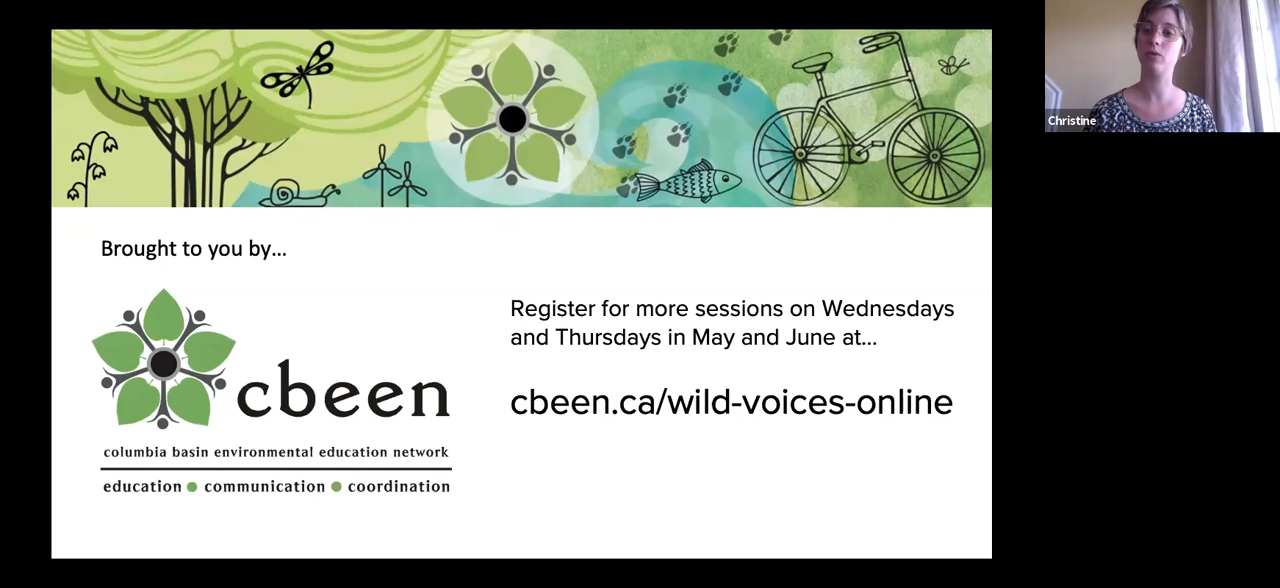 Christine
Brought to you by...
cbeen
columbia basin environmental education network
education ● communication ● coordination
Register for more sessions on Wednesdays
and Thursdays in May and June at...
cbeen.ca/wild-voices-online